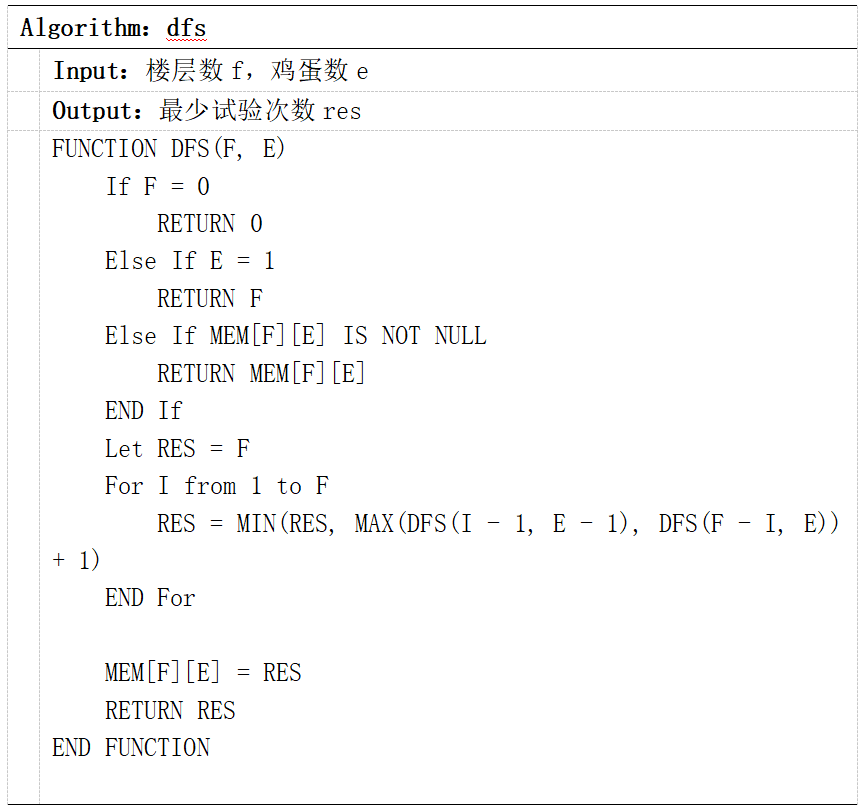 Algorithm：dfs
Input：楼层数 f，鸡蛋数 e
Output：最少试验次数 res
FUNCTION DFS(F, E)
    If F = 0
        RETURN 0
    Else If E = 1
        RETURN F
    Else If MEM[F][E] IS NOT NULL
        RETURN MEM[F][E]
    END If
    Let RES = F
    For I from 1 to F
        RES = MIN(RES, MAX(DFS(I - 1, E - 1), DFS(F - I, E))
+ 1)
    END For
    MEM[F][E] = RES
    RETURN RES
END FUNCTION